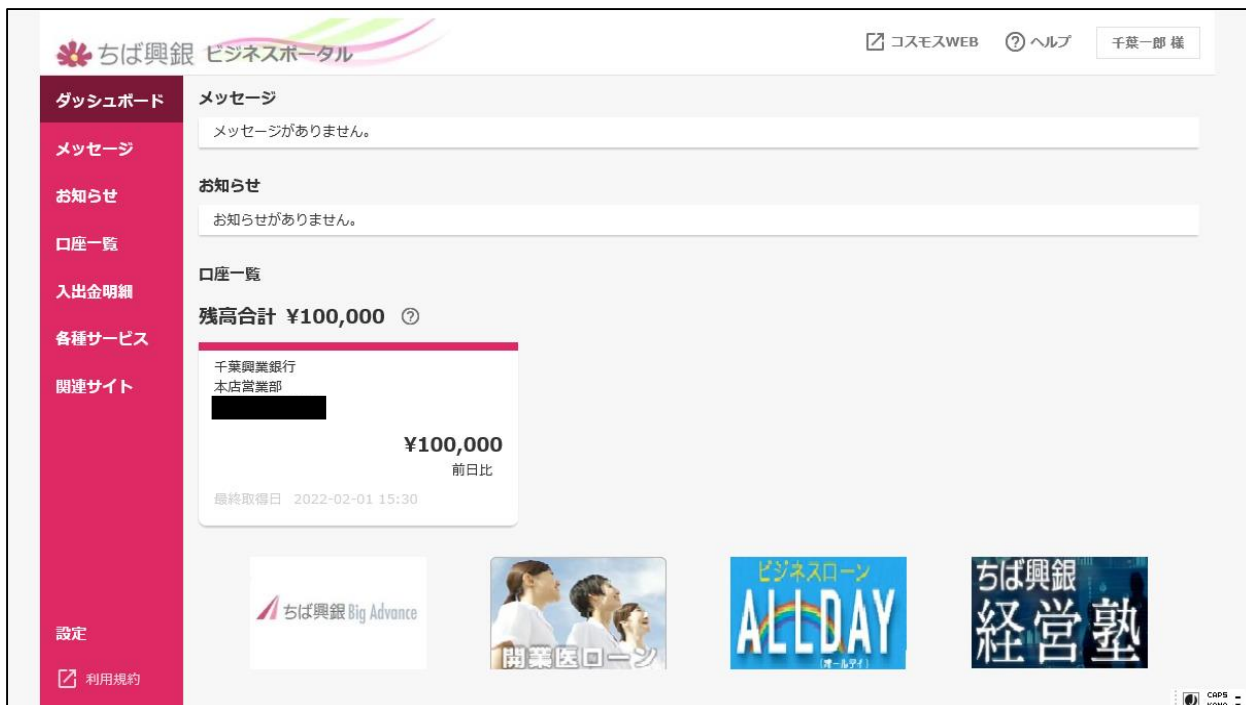 ちば興銀 ビジネスポータル
コスモスWEB
ヘルプ
千葉一郎 様
ダッシュボード
メッセージ
お知らせ
口座一覧
入出金明細
各種サービス
関連サイト
設定
利用規約
メッセージ
メッセージがありません。
お知らせ
お知らせがありません。
口座一覧
残高合計 ¥100,000
千葉興業銀行
本店営業部
¥100,000
前日比
最終取得日 2022-02-01 15:30
ちば興銀 Big Advance
開業医ローン
ビジネスローン
ALLDAY
(オールデイ)
ちば興銀
経営塾
CAPS